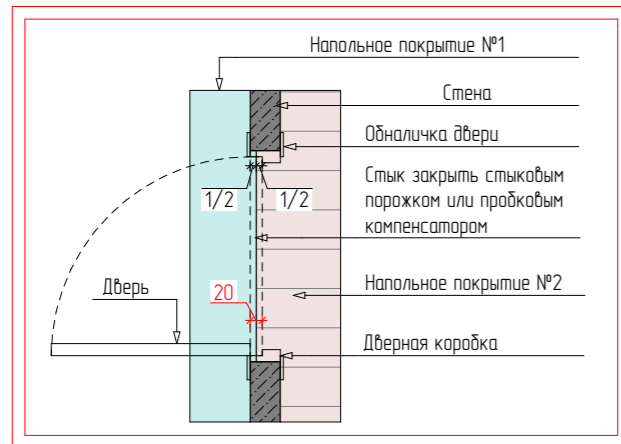 Напольное покрытие №1
Стена
Обналичка двери
Стык закрыть стыковым
порожком или пробковым
компенсатором
1/2
1/2
Дверь
20
Напольное покрытие №2
Дверная коробка